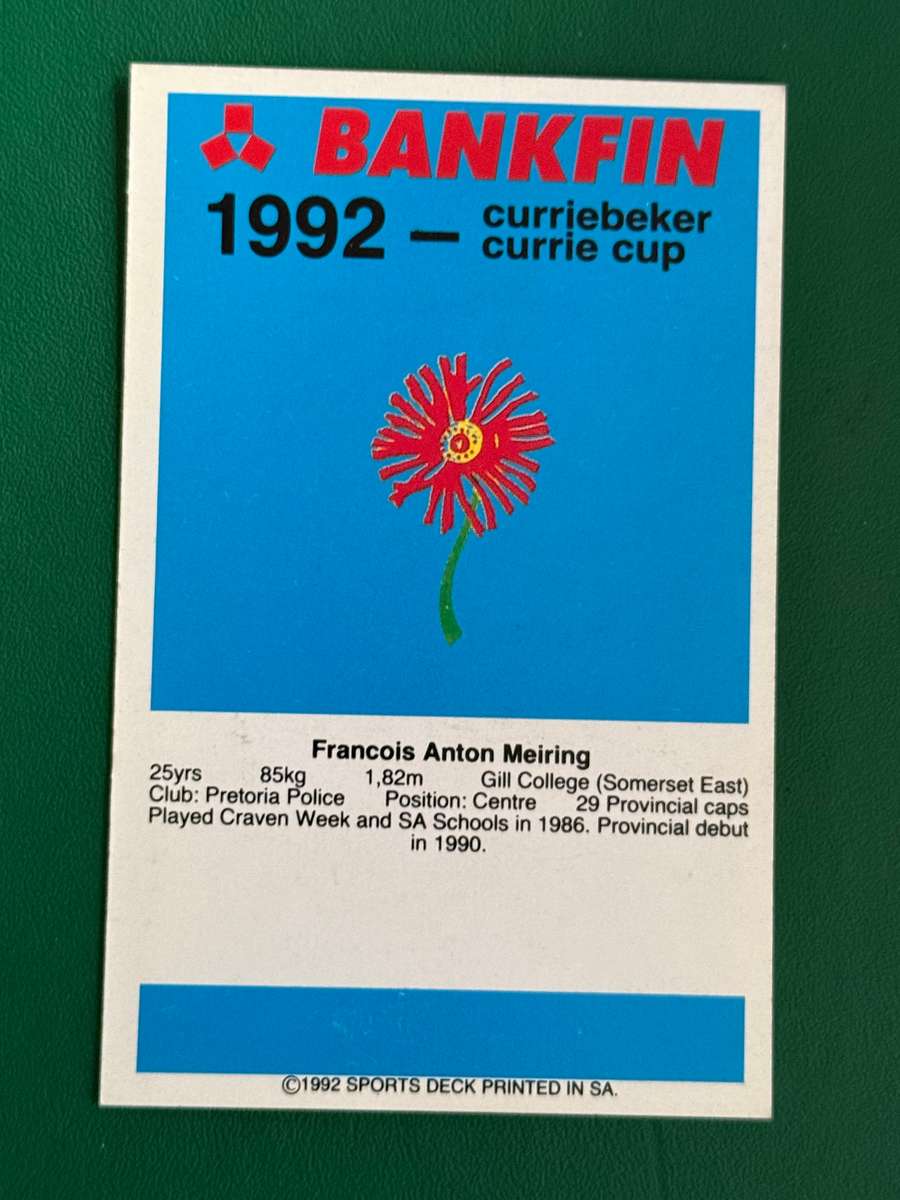 BANKFIN
1992 – curriebeker
currie cup
Francois Anton Meiring
25yrs 85kg 1,82m Gill College (Somerset East)
Club: Pretoria Police Position: Centre 29 Provincial caps
Played Craven Week and SA Schools in 1986. Provincial debut
in 1990.
©1992 SPORTS DECK PRINTED IN SA.